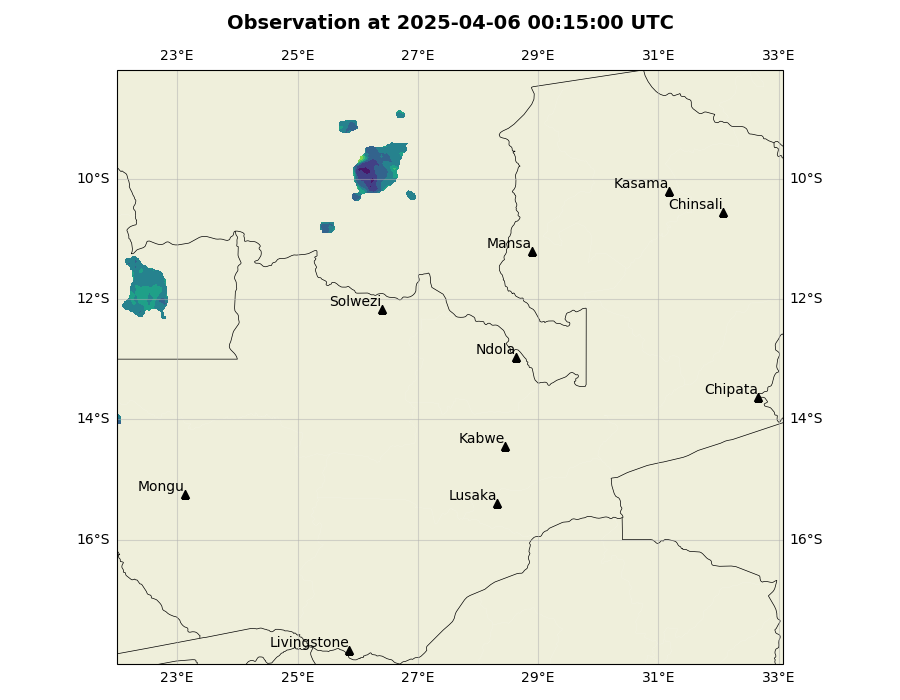 Observation at 2025-04-06 00:15:00 UTC
23°E 25°E 27°E 29°E 31°E 33°E
10°S 10°S
Kasama
Chinsali
Mansa
12°S 12°S
Solwezi
Ndola
Chipata
14°S 14°S
Kabwe
Mongu
Lusaka
16°S 16°S
Livingstone
23°E 25°E 27°E 29°E 31°E 33°E